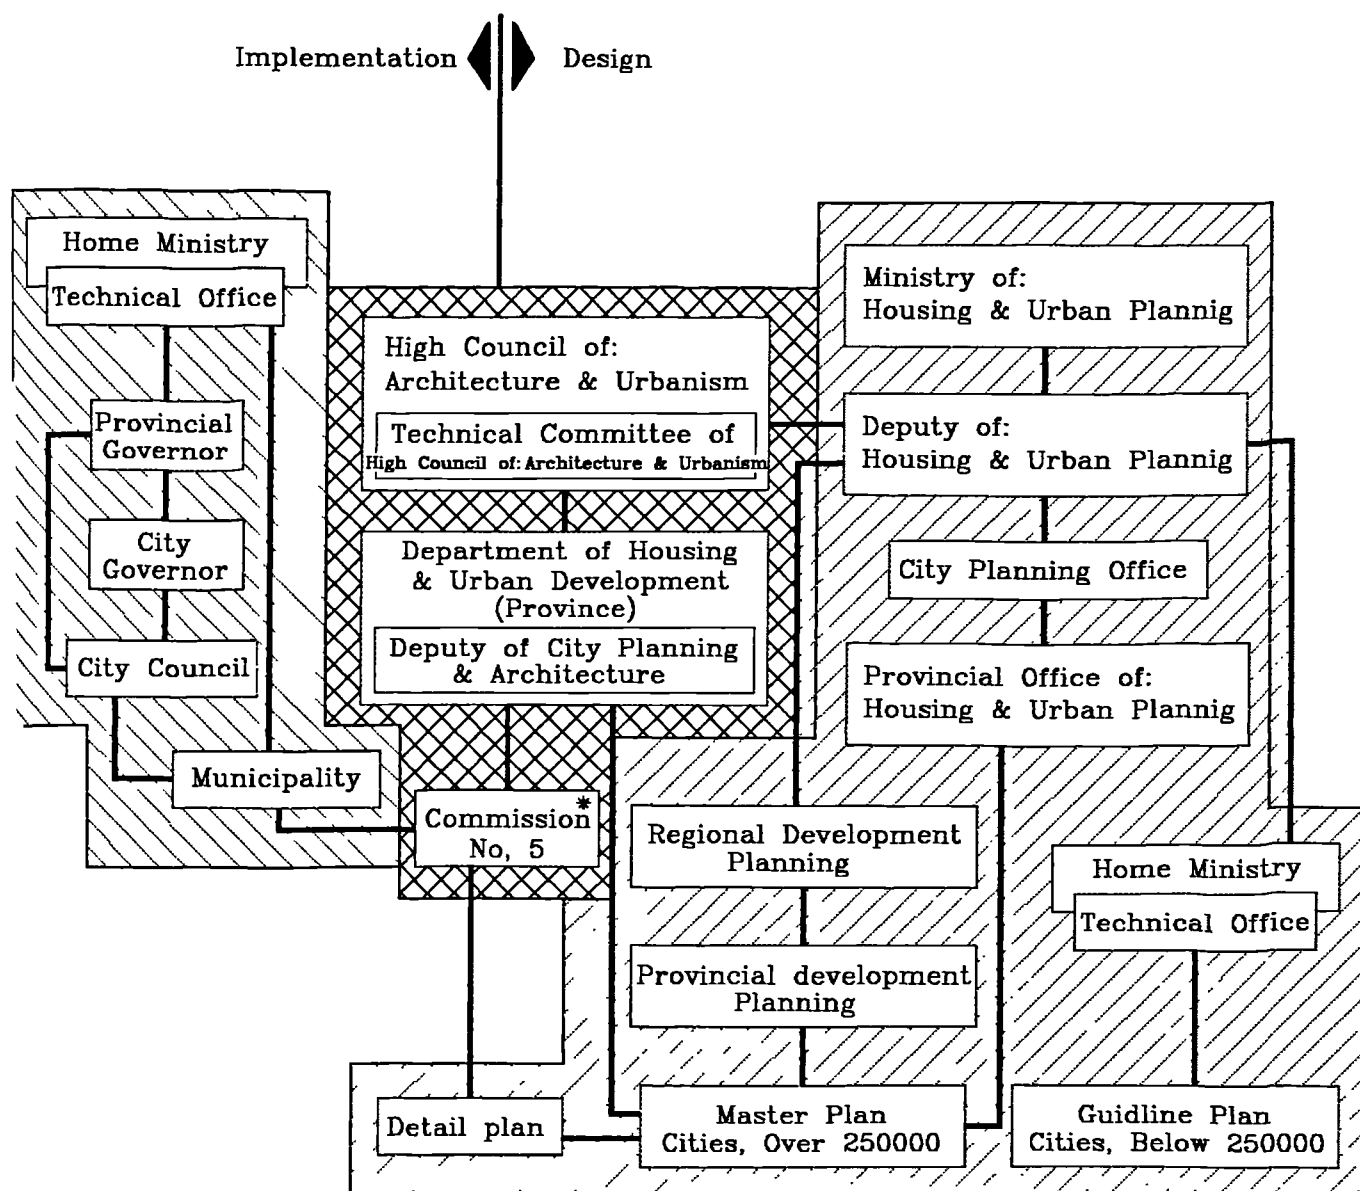 Implementation
Design
Home Ministry
Technical Office
Provincial
Governor
City
Governor
City Council
Municipality
High Council of:
Architecture & Urbanism
Technical Committee of
High Council of: Architecture & Urbanism
Department of Housing
& Urban Development
(Province)
Deputy of City Planning
& Architecture
Commission*
No, 5
Ministry of:
Housing & Urban Plannig
Deputy of:
Housing & Urban Plannig
City Planning Office
Provincial Office of:
Housing & Urban Plannig
Regional Development
Planning
Provincial development
Planning
Home Ministry
Technical Office
Detail plan
Master Plan
Cities, Over 250000
Guidline Plan
Cities, Below 250000